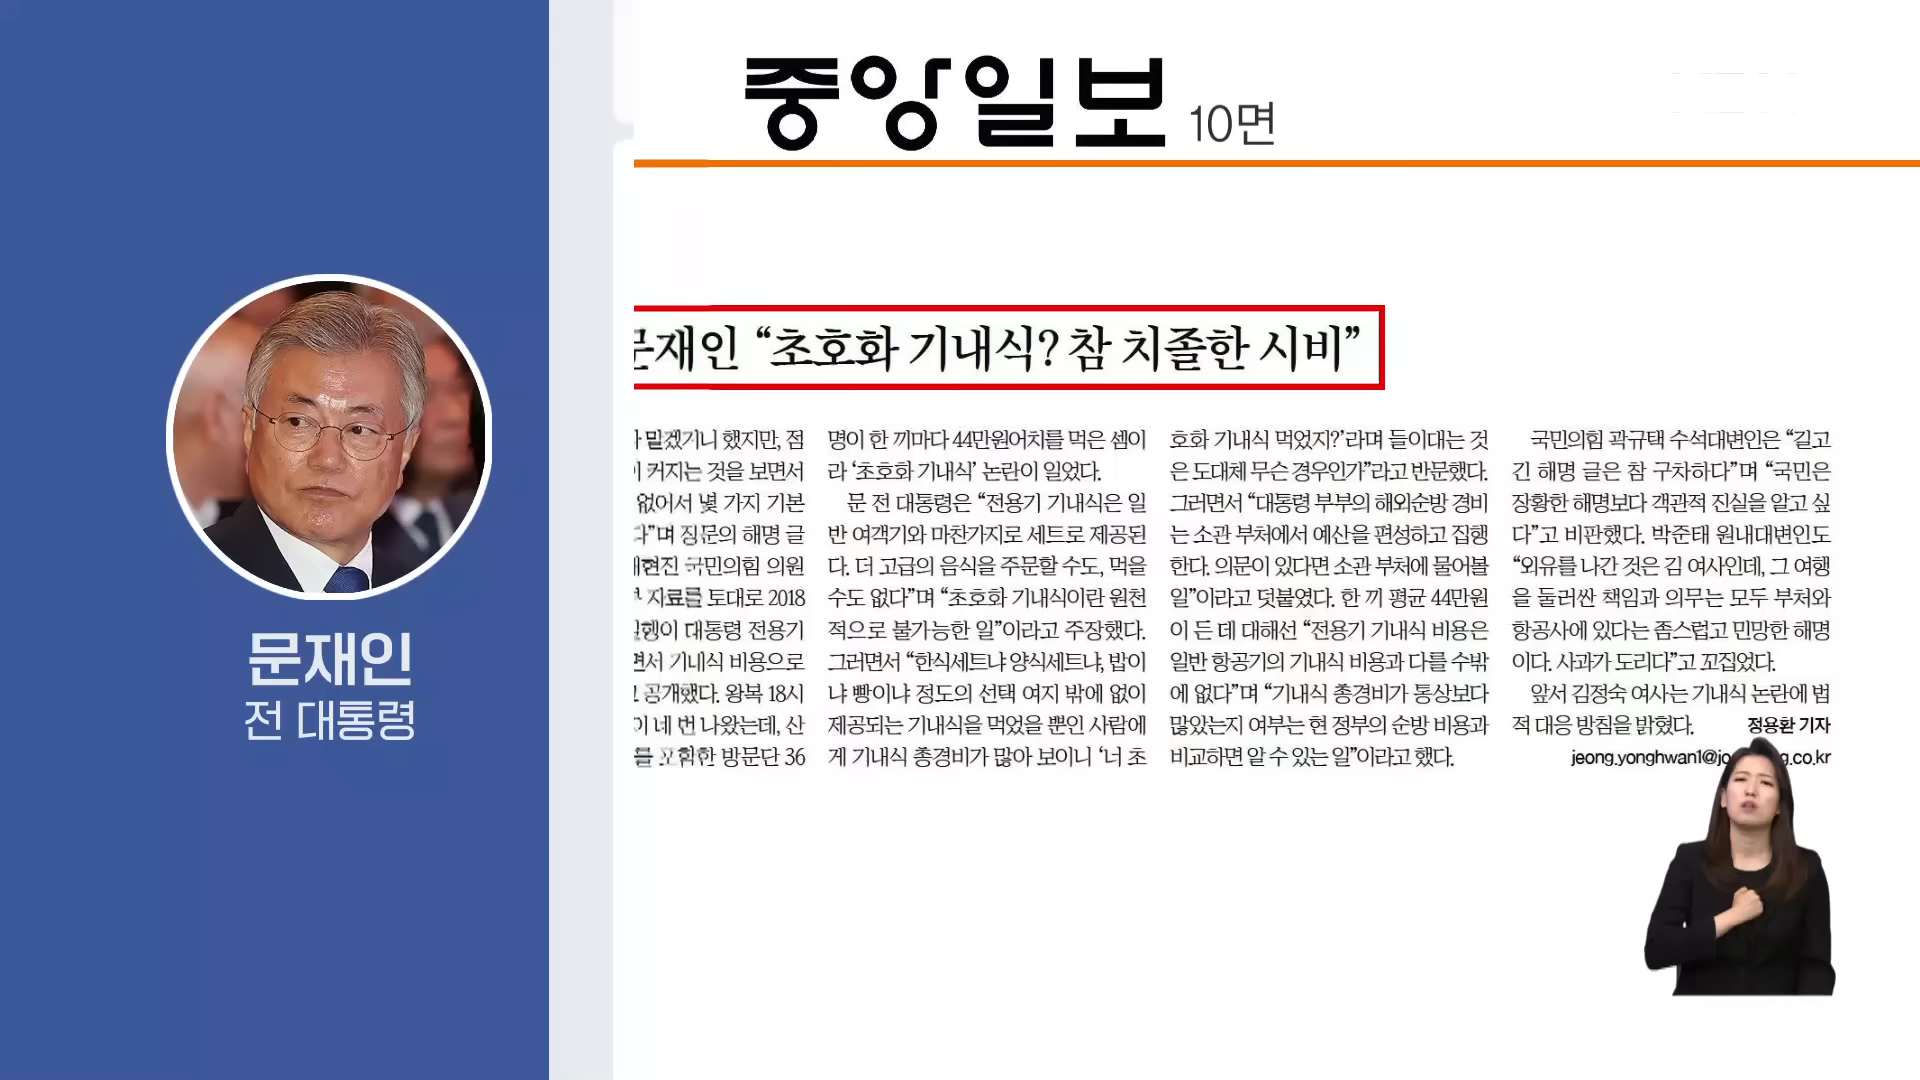 중앙일보 10면
문재인 “초호화 기내식? 참 치졸한 시비”
말겠거니 했지만, 점
커지는 것을 보면서
없어서 몇 가지 기본
다”며 장문의 해명 글
배현진 국민의힘 의원
자료를 토대로 2018
대통령 전용기
면서 기내식 비용으로
공개했다. 왕복 18시
네 번 나왔는데, 산
를 포함한 방문단 36
명이 한 끼마다 44만원어치를 먹은 셈이
라 ‘초호화 기내식’ 논란이 일었다.
문 전 대통령은 “전용기 기내식은 일
반 여객기와 마찬가지로 세트로 제공된
다. 더 고급의 음식을 주문할 수도, 먹을
수도 없다”며 “초호화 기내식이란 원천
적으로 불가능한 일”이라고 주장했다.
그러면서 “한식세트냐 양식세트냐, 밥이
냐 빵이냐 정도의 선택 여지 밖에 없이
제공되는 기내식을 먹었을 뿐인 사람에
게 기내식 총경비가 많아 보이니 ‘너 초
호화 기내식 먹었지?’라며 들이대는 것
은 도대체 무슨 경우인가”라고 반문했다.
그러면서 “대통령 부부의 해외순방 경비
는 소관 부처에서 예산을 편성하고 집행
한다. 의문이 있다면 소관 부처에 물어볼
일”이라고 덧붙였다. 한 끼 평균 44만원
이 든 데 대해선 “전용기 기내식 비용은
일반 항공기의 기내식 비용과 다를 수밖
에 없다”며 “기내식 총경비가 통상보다
많았는지 여부는 현 정부의 순방 비용과
비교하면 알 수 있는 일”이라고 했다.
국민의힘 곽규택 수석대변인은 “길고
긴 해명 글은 참 구차하다”며 “국민은
장황한 해명보다 객관적 진실을 알고 싶
다”고 비판했다. 박준태 원내대변인도
“외유를 나간 것은 김 여사인데, 그 여행
을 둘러싼 책임과 의무는 모두 부처와
항공사에 있다는 좀스럽고 민망한 해명
이다. 사과가 도리다”고 꼬집었다.
앞서 김정숙 여사는 기내식 논란에 법
적 대응 방침을 밝혔다. 정용환 기자
문재인
전 대통령